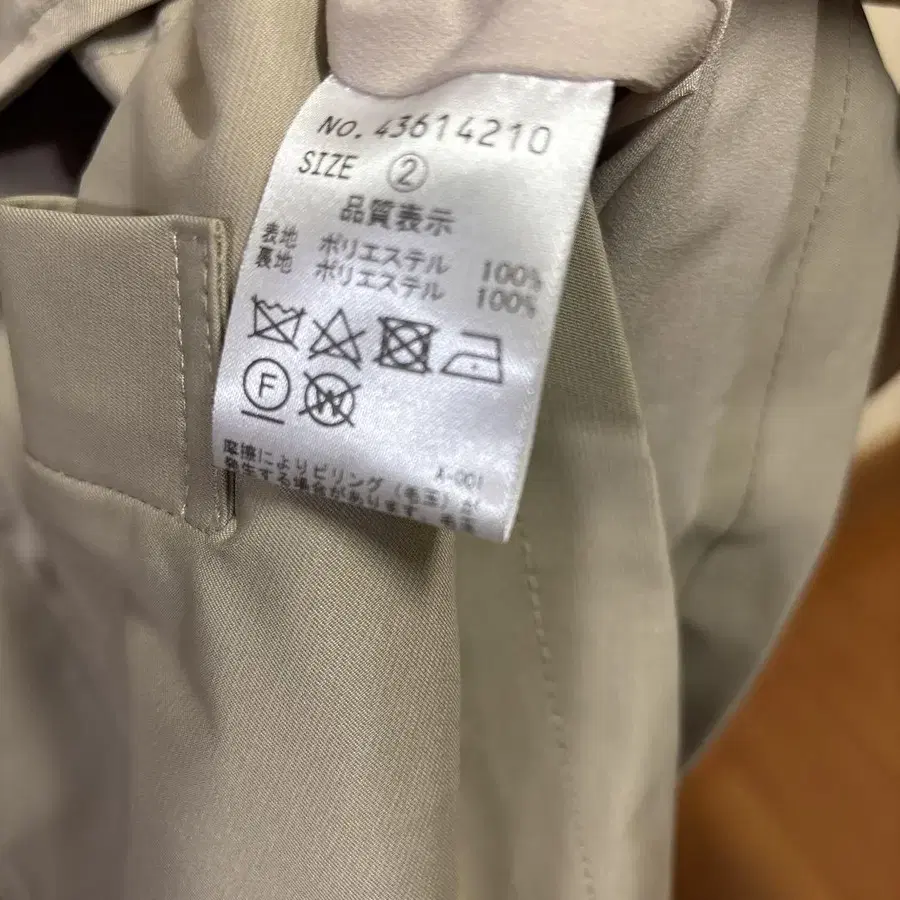 No. 43614210
SIZE ②
品質表示
表地 ポリエステル 100%
裏地 ポリエステル 100%
F
W
A-001
摩擦によりピリング（毛玉）が
発生する場合があります。